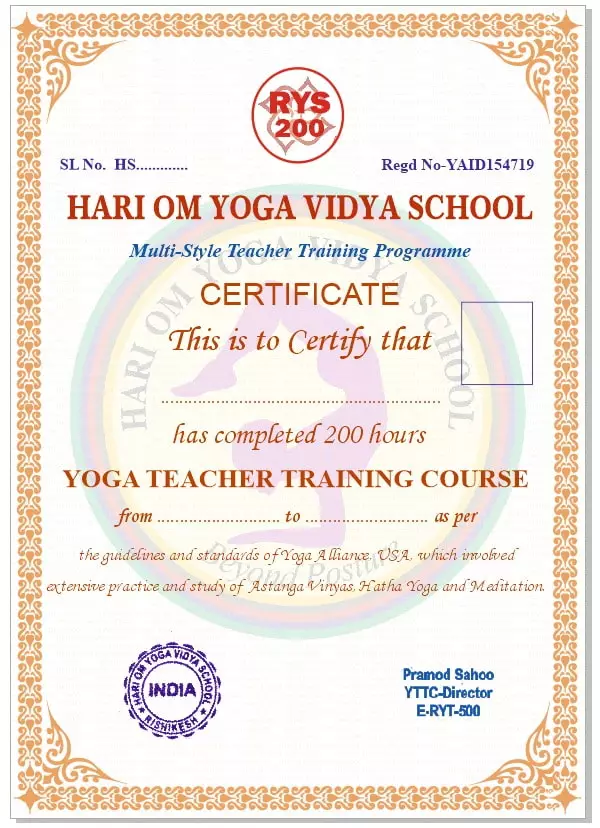 RYS
200
SL No. HS.............
Regd No-YAID154719
HARI OM YOGA VIDYA SCHOOL
Multi-Style Teacher Training Programme
CERTIFICATE
This is to Certify that
..................................................
has completed 200 hours
YOGA TEACHER TRAINING COURSE
from .......................... to .......................... as per
the guidelines and standards of Yoga Alliance, USA, which involved
extensive practice and study of Astanga Vinyas, Hatha Yoga and Meditation.
HARI OM YOGA VIDYA SCHOOL
Beyond Posture
HARI OM YOGA VIDYA SCHOOL
INDIA
RISHIKESH
Pramod Sahoo
YTTC-Director
E-RYT-500